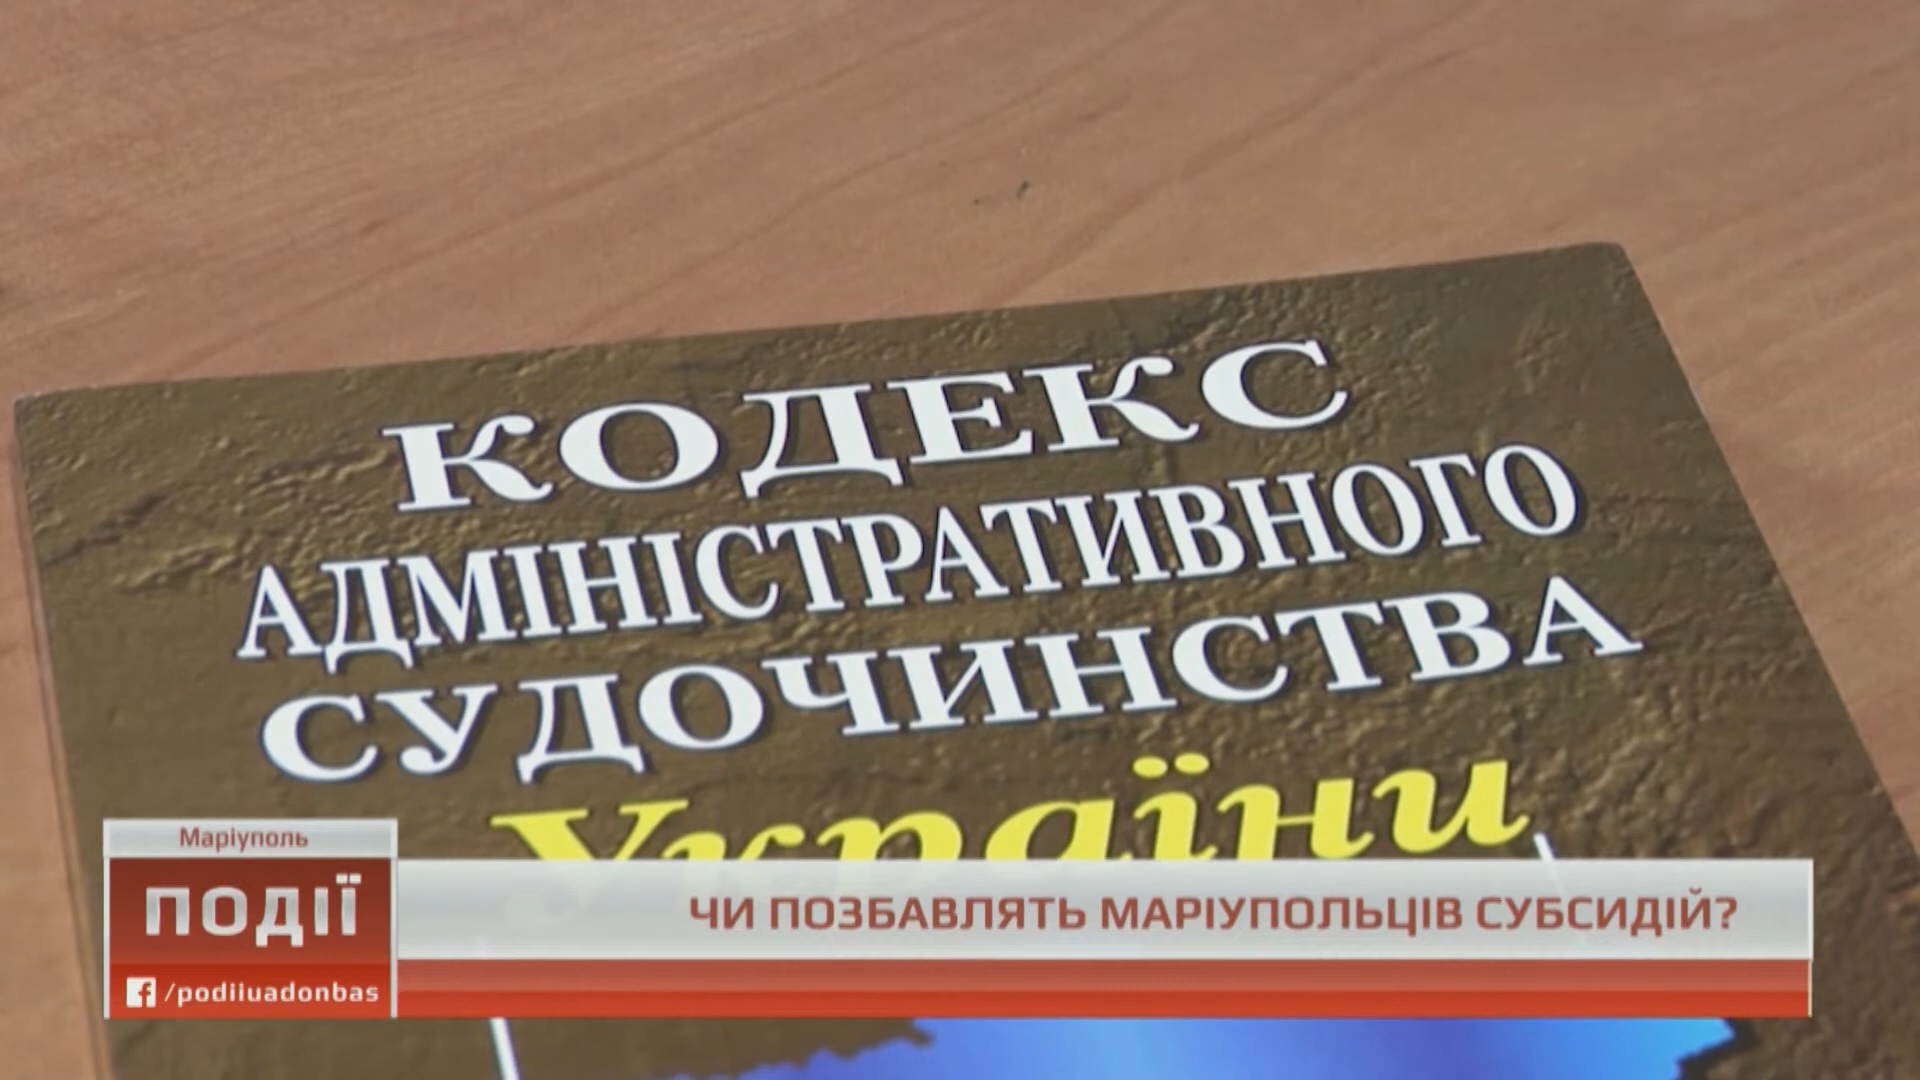 КОДЕКС
АДМІНІСТРАТИВНОГО
СУДОЧИНСТВА
України
Маріуполь
ПОДІЇ
/podiiuadonbas
ЧИ ПОЗБАВЛЯТЬ МАРІУПОЛЬЦІВ СУБСИДІЙ?